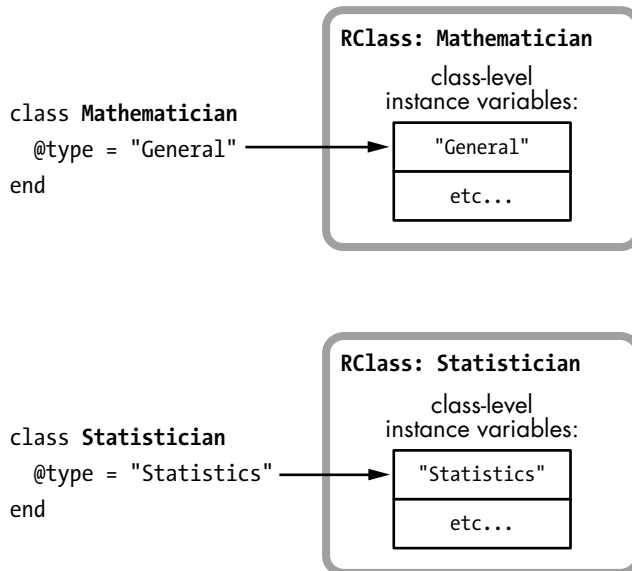 RClass: Mathematician
class-level
instance variables:
class Mathematician
@type = "General"
"General"
end
etc...
RClass: Statistician
class-level
instance variables:
class Statistician
@type = "Statistics"
"Statistics"
end
etc...